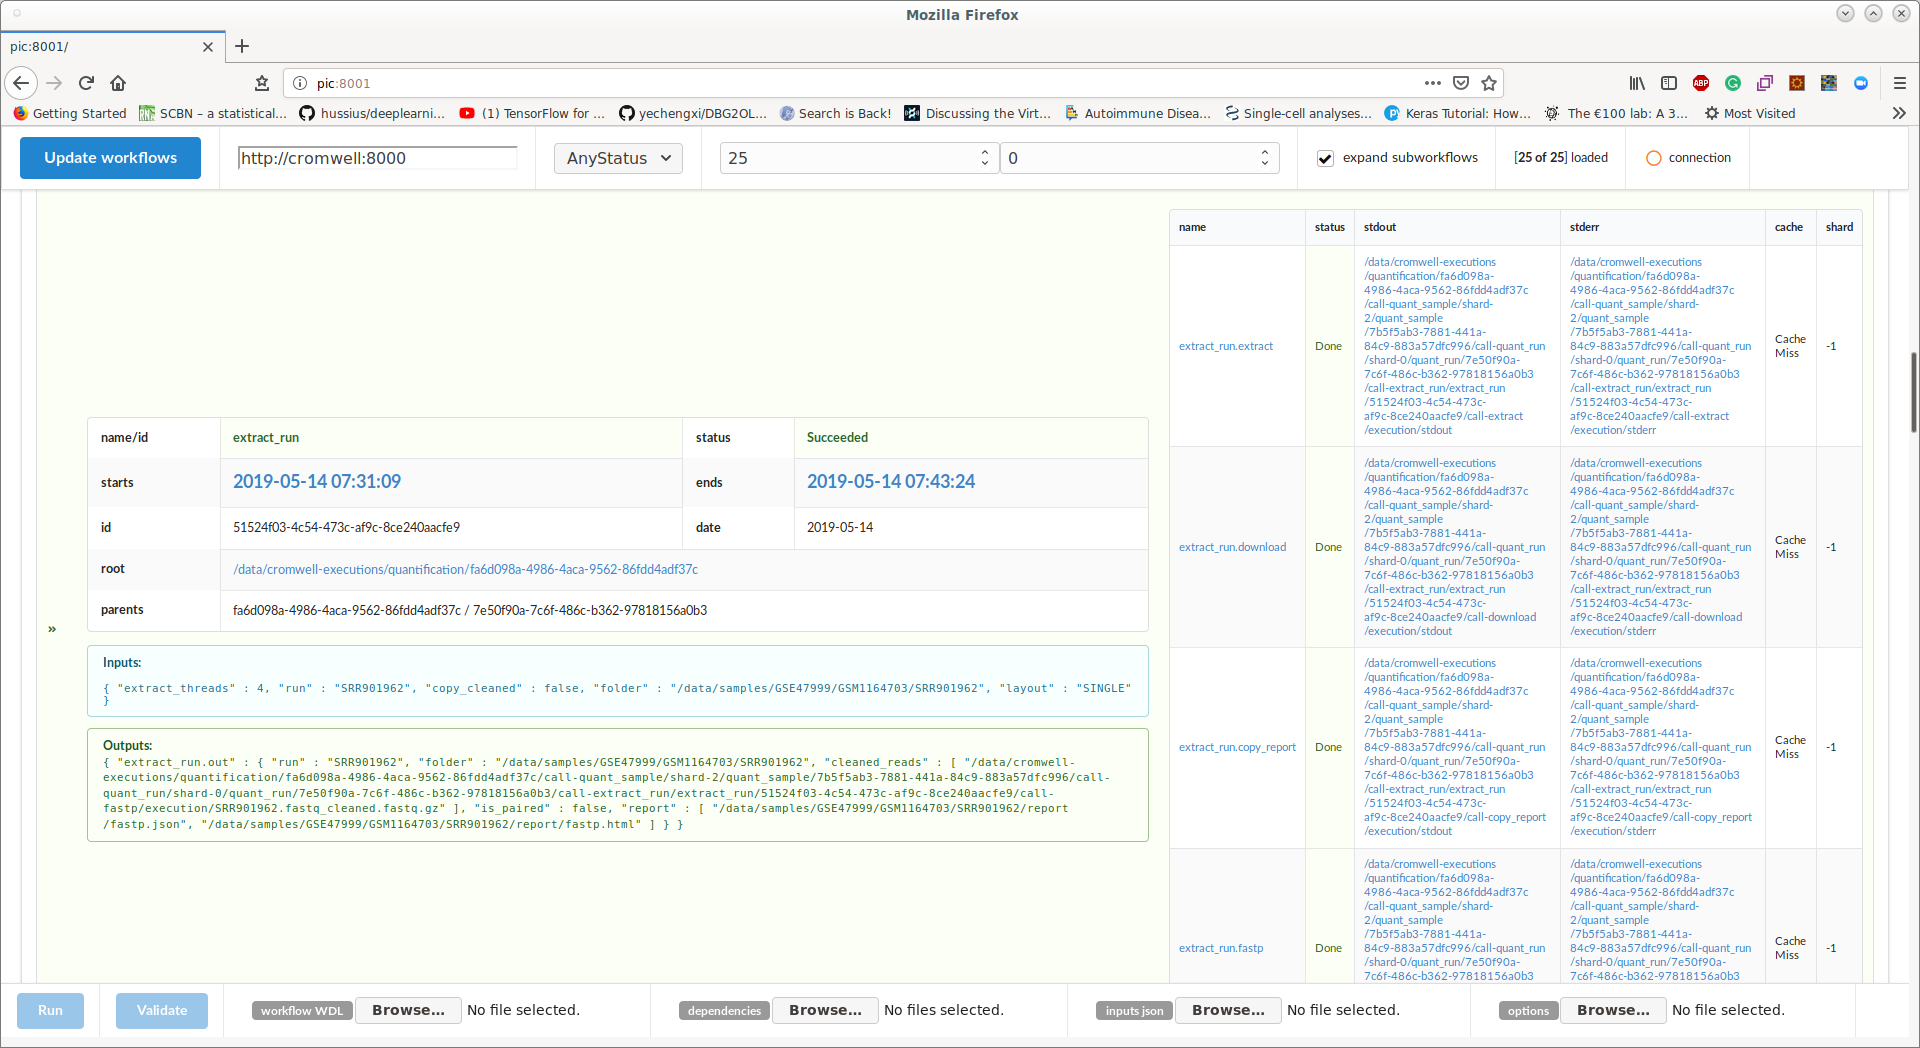 Mozilla Firefox
pic:8001/
pic:8001
ABP
Getting Started
SCBN – a statistical...
hussius/deeplearni...
(1) TensorFlow for ...
yechengxi/DBG2OL...
Search is Back!
Discussing the Virt...
Autoimmune Disea...
Single-cell analyses...
Keras Tutorial: How...
The €100 lab: A 3...
Most Visited
Update workflows
http://cromwell:8000
AnyStatus
25
0
expand subworkflows
[25 of 25] loaded
connection
name/id extract_run status Succeeded
starts 2019-05-14 07:31:09 ends 2019-05-14 07:43:24
id 51524f03-4c54-473c-af9c-8ce240aacfe9 date 2019-05-14
root /data/cromwell-executions/quantification/fa6d098a-4986-4aca-9562-86fdd4adf37c
parents fa6d098a-4986-4aca-9562-86fdd4adf37c / 7e50f90a-7c6f-486c-b362-97818156a0b3
»
Inputs:
{ "extract_threads" : 4, "run" : "SRR901962", "copy_cleaned" : false, "folder" : "/data/samples/GSE47999/GSM1164703/SRR901962", "layout" : "SINGLE"
}
Outputs:
{ "extract_run.out" : { "run" : "SRR901962", "folder" : "/data/samples/GSE47999/GSM1164703/SRR901962", "cleaned_reads" : [ "/data/cromwell-
executions/quantification/fa6d098a-4986-4aca-9562-86fdd4adf37c/call-quant_sample/shard-2/quant_sample/7b5f5ab3-7881-441a-84c9-883a57dfc996/call-
quant_run/shard-0/quant_run/7e50f90a-7c6f-486c-b362-97818156a0b3/call-extract_run/extract_run/51524f03-4c54-473c-af9c-8ce240aacfe9/call-
fastp/execution/SRR901962.fastq_cleaned.fastq.gz" ], "is_paired" : false, "report" : [ "/data/samples/GSE47999/GSM1164703/SRR901962/report
/fastp.json", "/data/samples/GSE47999/GSM1164703/SRR901962/report/fastp.html" ] } }
name status stdout stderr cache shard
extract_run.extract
Done
/data/cromwell-executions
/quantification/fa6d098a-
4986-4aca-9562-86fdd4adf37c
/call-quant_sample/shard-
2/quant_sample
/7b5f5ab3-7881-441a-
84c9-883a57dfc996/call-quant_run
/shard-0/quant_run/7e50f90a-
7c6f-486c-b362-97818156a0b3
/call-extract_run/extract_run
/51524f03-4c54-473c-
af9c-8ce240aacfe9/call-extract
/execution/stdout
/data/cromwell-executions
/quantification/fa6d098a-
4986-4aca-9562-86fdd4adf37c
/call-quant_sample/shard-
2/quant_sample
/7b5f5ab3-7881-441a-
84c9-883a57dfc996/call-quant_run
/shard-0/quant_run/7e50f90a-
7c6f-486c-b362-97818156a0b3
/call-extract_run/extract_run
/51524f03-4c54-473c-
af9c-8ce240aacfe9/call-extract
/execution/stderr
Cache
Miss
-1
extract_run.download
Done
/data/cromwell-executions
/quantification/fa6d098a-
4986-4aca-9562-86fdd4adf37c
/call-quant_sample/shard-
2/quant_sample
/7b5f5ab3-7881-441a-
84c9-883a57dfc996/call-quant_run
/shard-0/quant_run/7e50f90a-
7c6f-486c-b362-97818156a0b3
/call-extract_run/extract_run
/51524f03-4c54-473c-
af9c-8ce240aacfe9/call-download
/execution/stdout
/data/cromwell-executions
/quantification/fa6d098a-
4986-4aca-9562-86fdd4adf37c
/call-quant_sample/shard-
2/quant_sample
/7b5f5ab3-7881-441a-
84c9-883a57dfc996/call-quant_run
/shard-0/quant_run/7e50f90a-
7c6f-486c-b362-97818156a0b3
/call-extract_run/extract_run
/51524f03-4c54-473c-
af9c-8ce240aacfe9/call-download
/execution/stderr
Cache
Miss
-1
extract_run.copy_report
Done
/data/cromwell-executions
/quantification/fa6d098a-
4986-4aca-9562-86fdd4adf37c
/call-quant_sample/shard-
2/quant_sample
/7b5f5ab3-7881-441a-
84c9-883a57dfc996/call-quant_run
/shard-0/quant_run/7e50f90a-
7c6f-486c-b362-97818156a0b3
/call-extract_run/extract_run
/51524f03-4c54-473c-
af9c-8ce240aacfe9/call-copy_report
/execution/stdout
/data/cromwell-executions
/quantification/fa6d098a-
4986-4aca-9562-86fdd4adf37c
/call-quant_sample/shard-
2/quant_sample
/7b5f5ab3-7881-441a-
84c9-883a57dfc996/call-quant_run
/shard-0/quant_run/7e50f90a-
7c6f-486c-b362-97818156a0b3
/call-extract_run/extract_run
/51524f03-4c54-473c-
af9c-8ce240aacfe9/call-copy_report
/execution/stderr
Cache
Miss
-1
extract_run.fastp
Done
/data/cromwell-executions
/quantification/fa6d098a-
4986-4aca-9562-86fdd4adf37c
/call-quant_sample/shard-
2/quant_sample
/7b5f5ab3-7881-441a-
84c9-883a57dfc996/call-quant_run
/shard-0/quant_run/7e50f90a-
7c6f-486c-b362-97818156a0b3
/data/cromwell-executions
/quantification/fa6d098a-
4986-4aca-9562-86fdd4adf37c
/call-quant_sample/shard-
2/quant_sample
/7b5f5ab3-7881-441a-
84c9-883a57dfc996/call-quant_run
/shard-0/quant_run/7e50f90a-
7c6f-486c-b362-97818156a0b3
Cache
Miss
-1
Run
Validate
workflow WDL Browse... No file selected.
dependencies Browse... No files selected.
inputs json Browse... No file selected.
options Browse... No file selected.